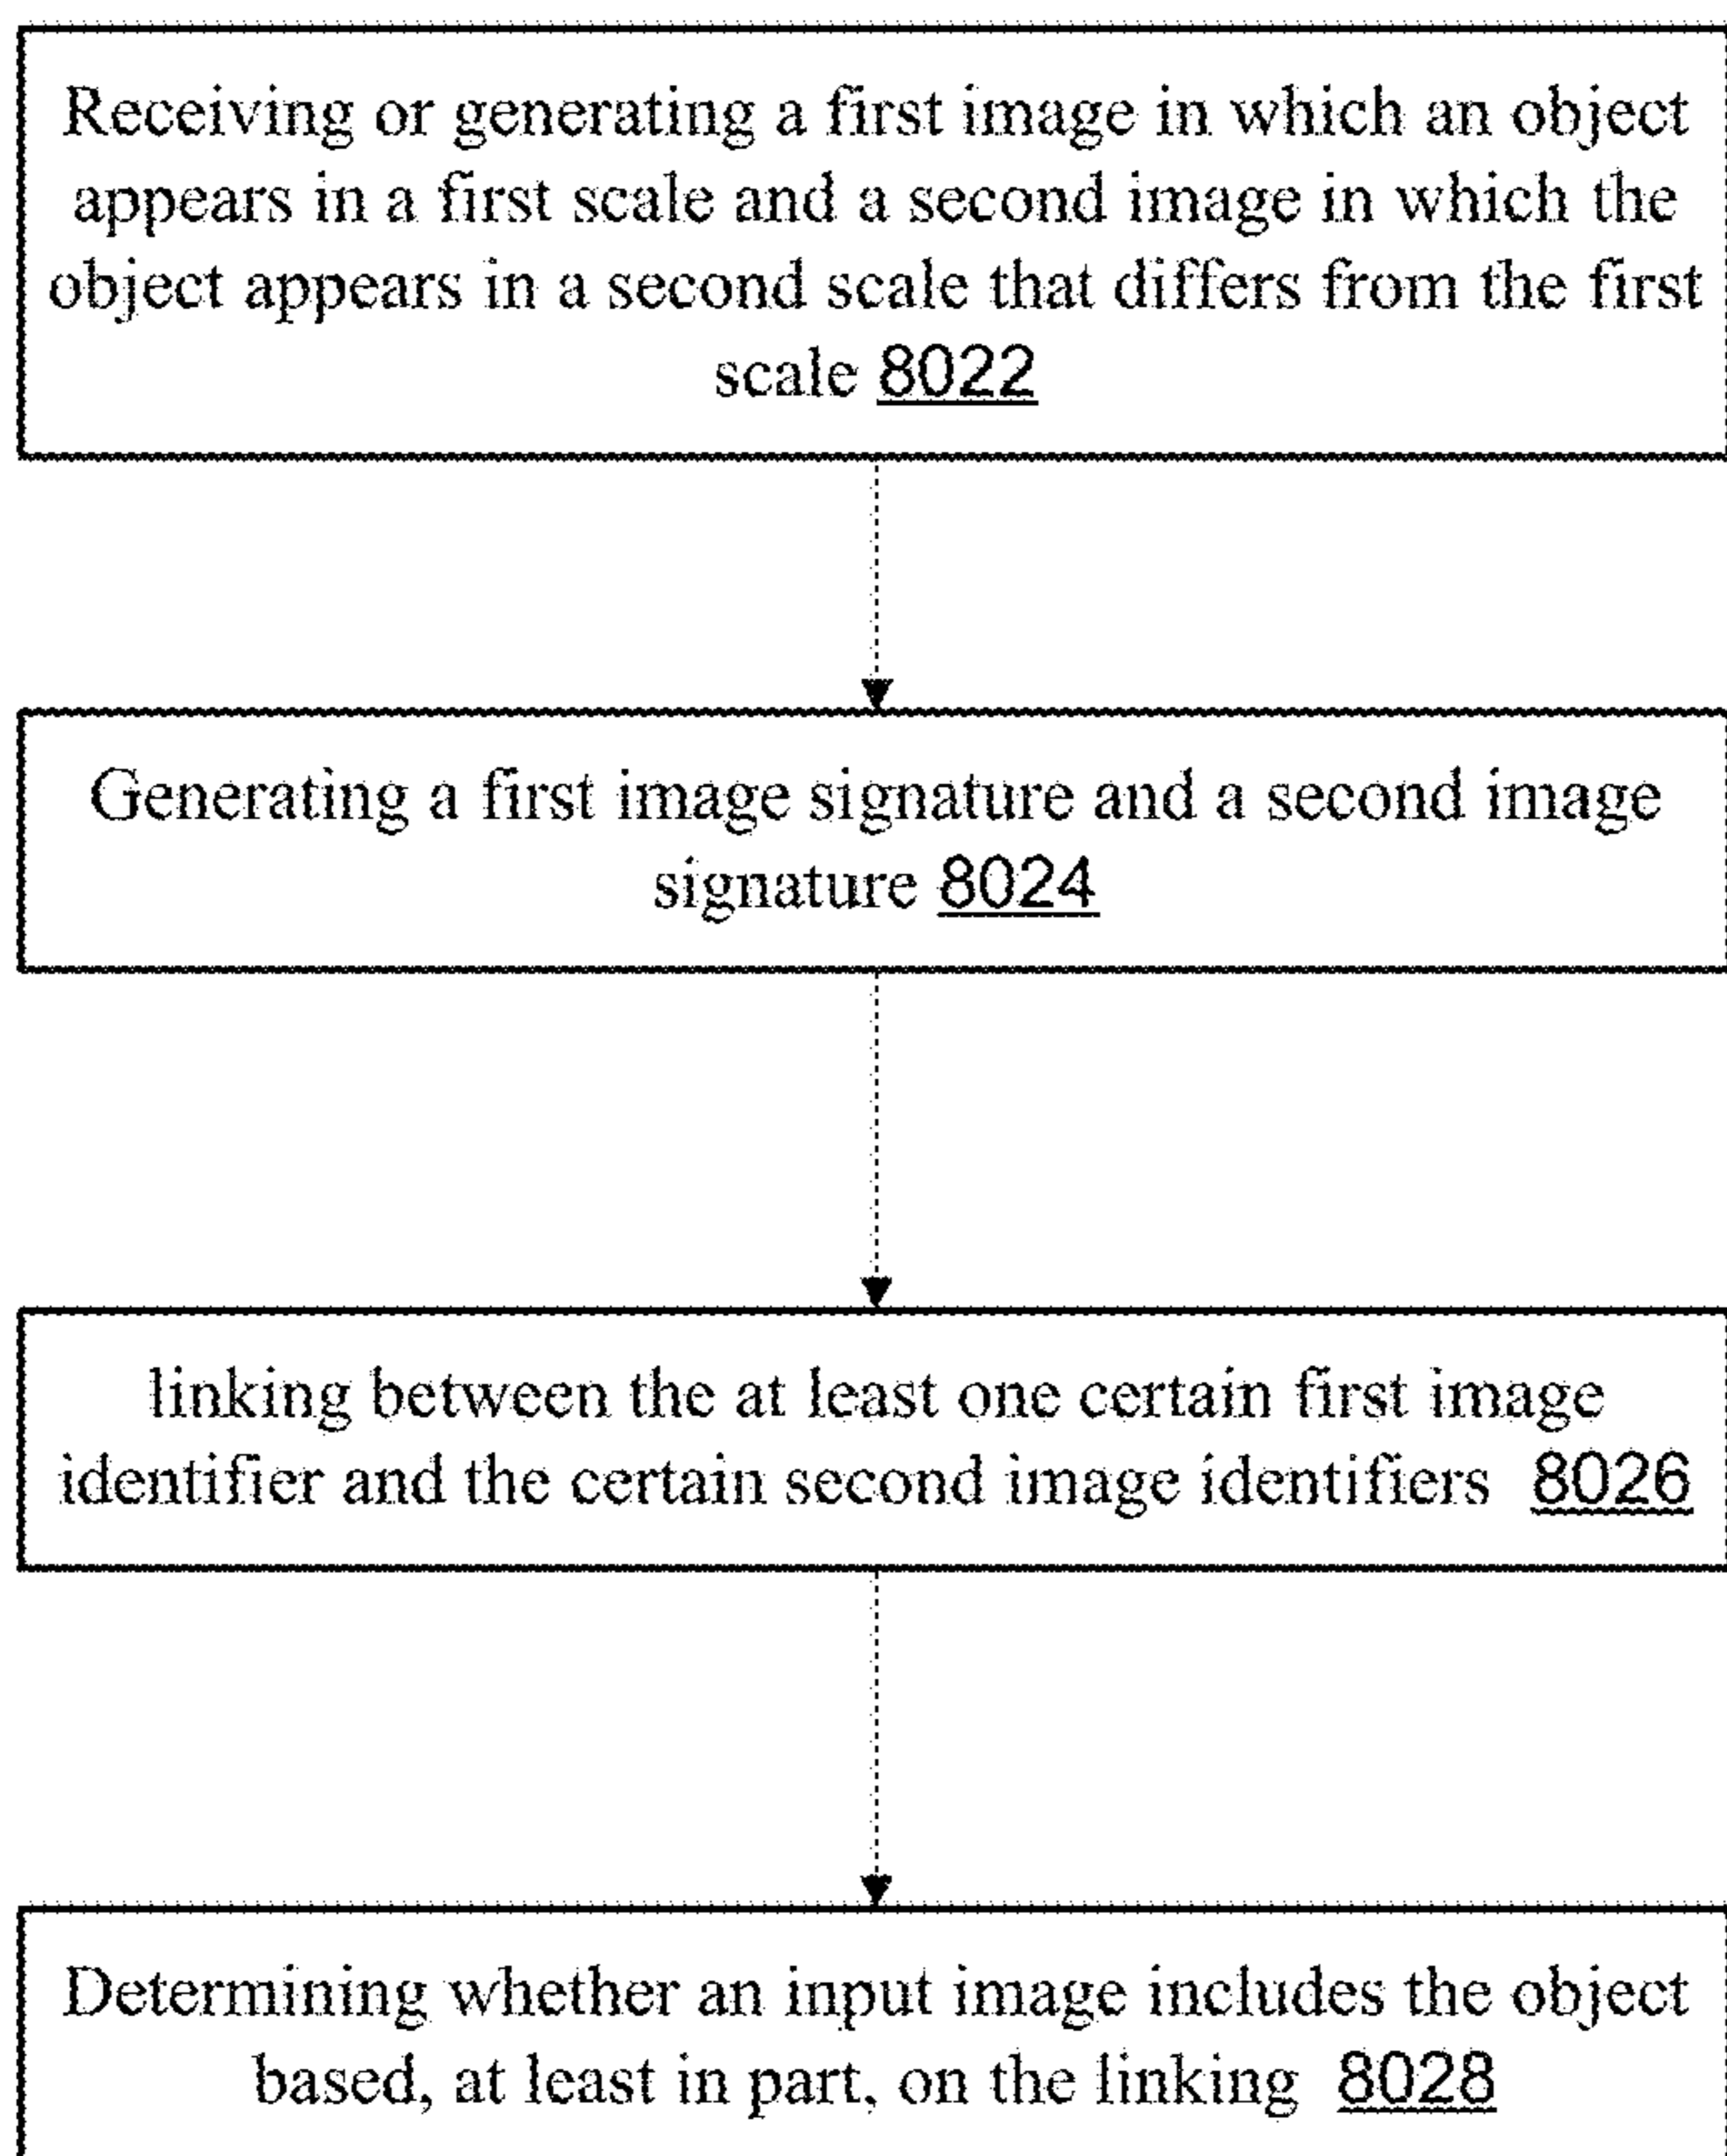 Receiving or generating a first image in which an object
appears in a first scale and a second image in which the
object appears in a second scale that differs from the first
scale 8022
Generating a first image signature and a second image
signature 8024
linking between the at least one certain first image
identifier and the certain second image identifiers 8026
Determining whether an input image includes the object
based, at least in part, on the linking 8028